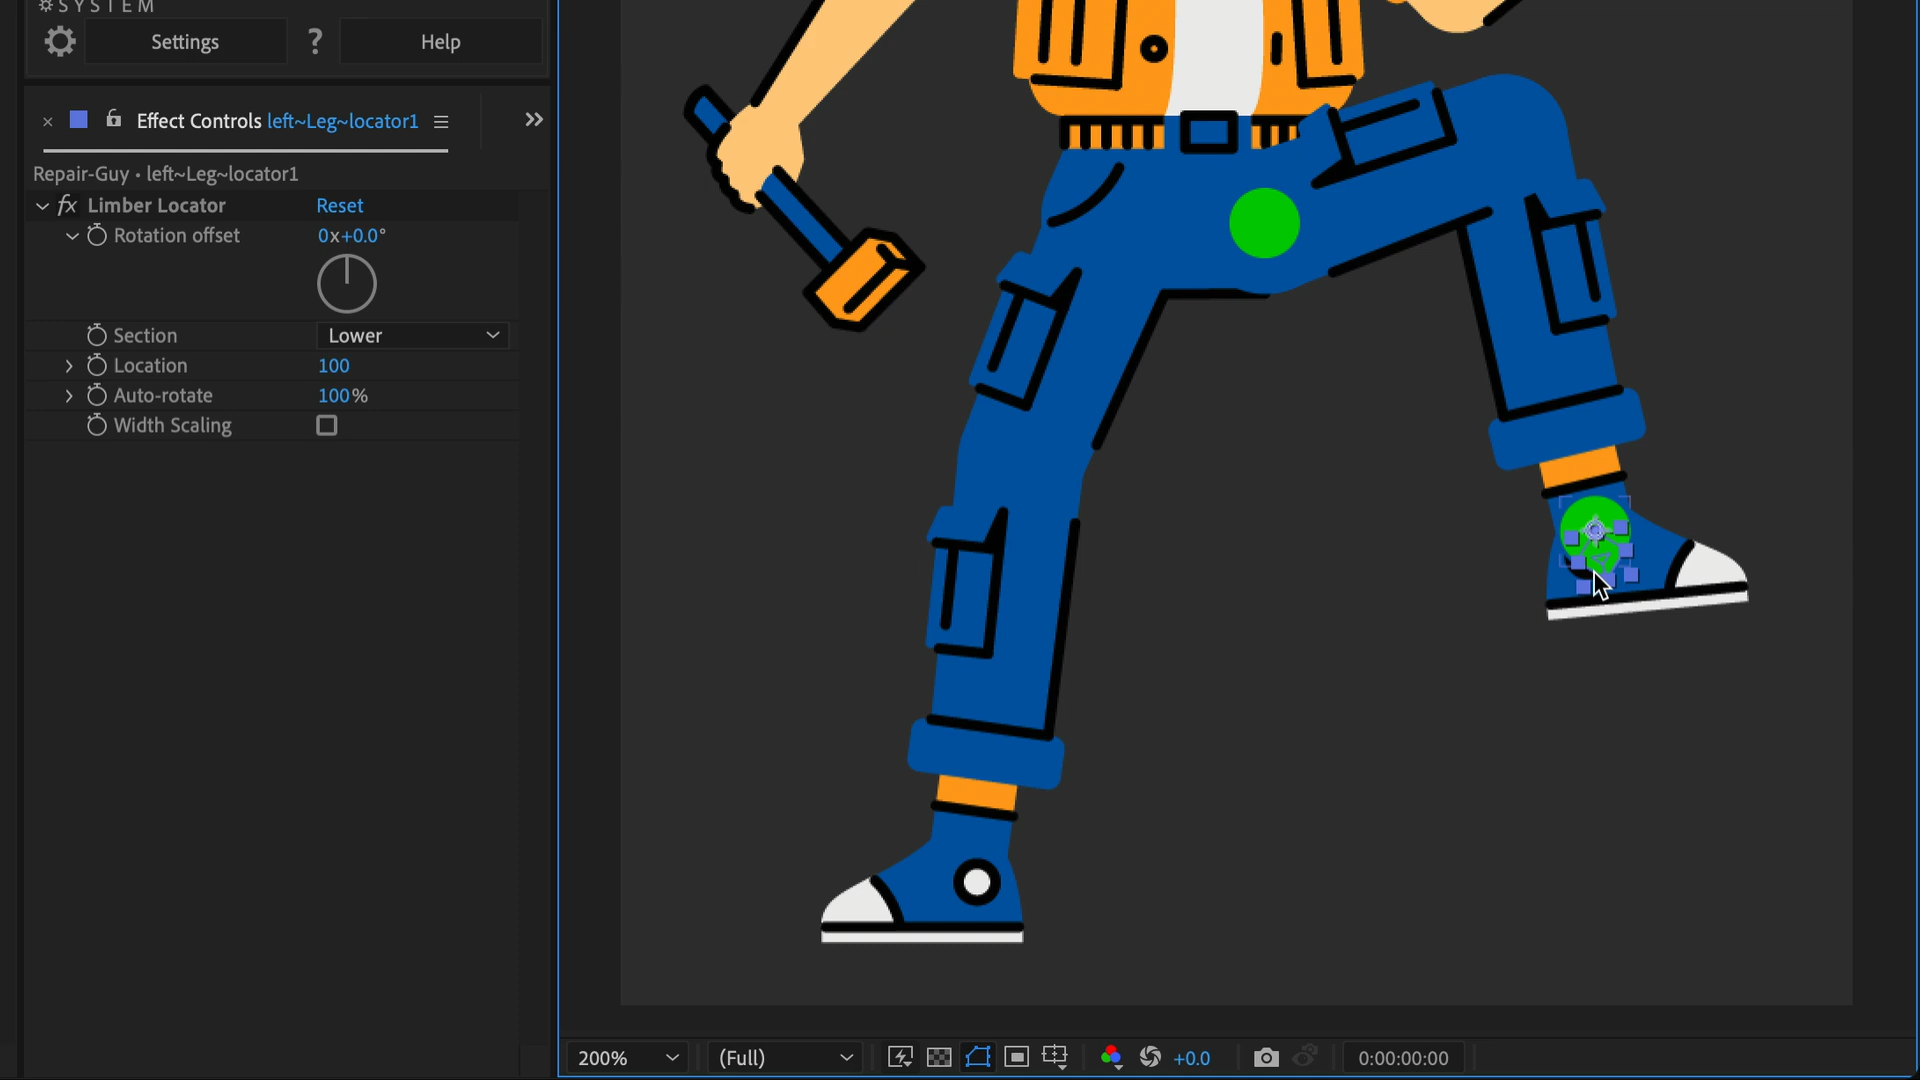 SYSTEM
Settings
? Help
Effect Controls left~Leg~locator1
Repair-Guy • left~Leg~locator1
fx Limber Locator Reset
Rotation offset 0x+0.0°
Section Lower
Location 100
Auto-rotate 100%
Width Scaling
200% (Full) +0.0 0:00:00:00